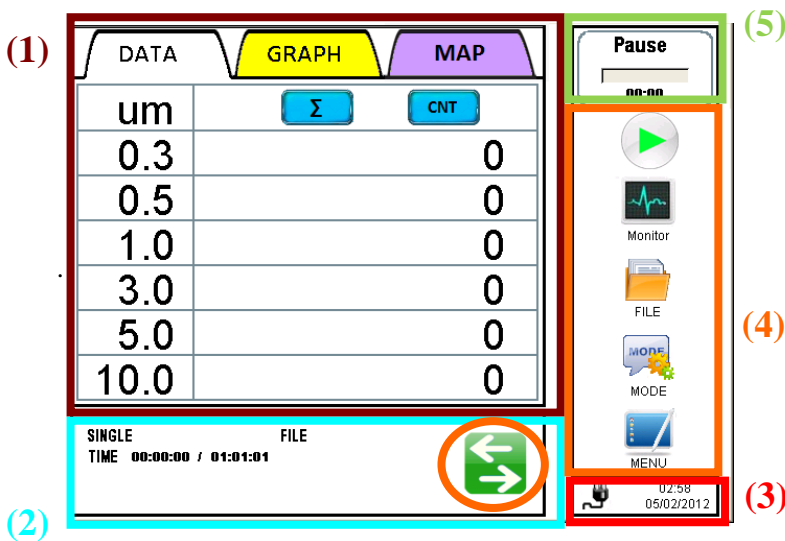 (1)
DATA GRAPH MAP
um Σ CNT
0.3 0
0.5 0
1.0 0
3.0 0
5.0 0
10.0 0
(5)
Pause
00:00
Monitor
FILE
MODE
MODE
MENU
(4)
SINGLE FILE
TIME 00:00:00 / 01:01:01
(2)
02:58
05/02/2012
(3)